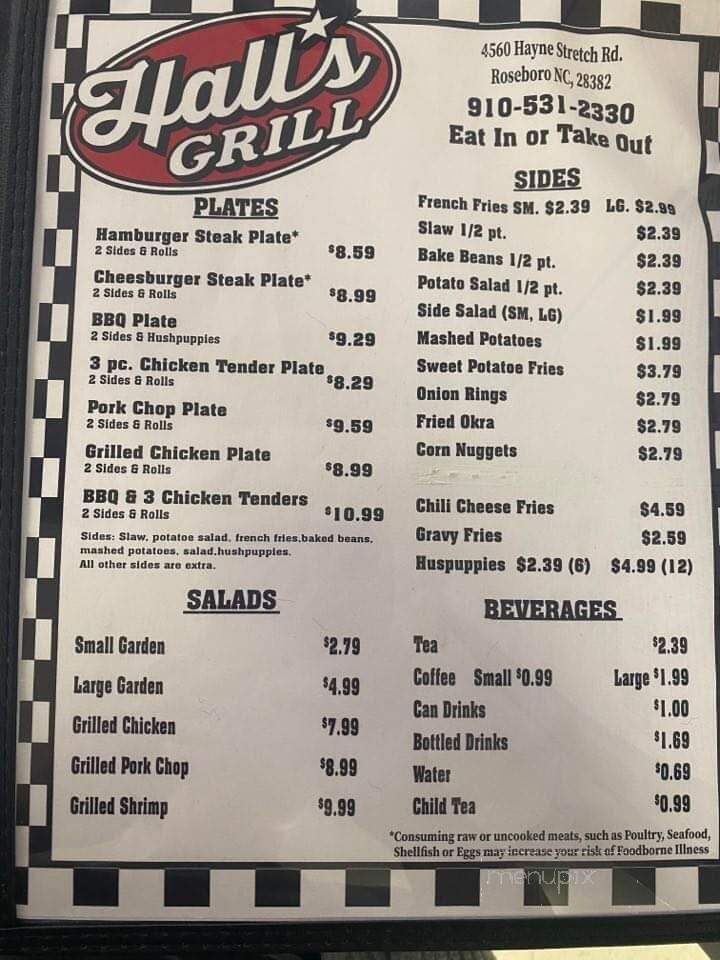 Hall's
GRILL
4560 Hayne Stretch Rd.
Roseboro NC, 28382
910-531-2330
Eat In or Take Out
PLATES
Hamburger Steak Plate*
2 Sides & Rolls $8.59
Cheesburger Steak Plate*
2 Sides & Rolls $8.99
BBQ Plate
2 Sides & Hushpuppies $9.29
3 pc. Chicken Tender Plate
2 Sides & Rolls $8.29
Pork Chop Plate
2 Sides & Rolls $9.59
Grilled Chicken Plate
2 Sides & Rolls $8.99
BBQ & 3 Chicken Tenders
2 Sides & Rolls $10.99
Sides: Slaw, potatoe salad, french fries,baked beans,
mashed potatoes, salad,hushpuppies.
All other sides are extra.
SALADS
Small Garden $2.79
Large Garden $4.99
Grilled Chicken $7.99
Grilled Pork Chop $8.99
Grilled Shrimp $9.99
SIDES
French Fries SM. $2.39 LG. $2.99
Slaw 1/2 pt. $2.39
Bake Beans 1/2 pt. $2.39
Potato Salad 1/2 pt. $2.39
Side Salad (SM, LG) $1.99
Mashed Potatoes $1.99
Sweet Potatoe Fries $3.79
Onion Rings $2.79
Fried Okra $2.79
Corn Nuggets $2.79
Chili Cheese Fries $4.59
Gravy Fries $2.59
Huspuppies $2.39 (6) $4.99 (12)
BEVERAGES
Tea $2.39
Coffee Small $0.99 Large $1.99
Can Drinks $1.00
Bottled Drinks $1.69
Water $0.69
Child Tea $0.99
*Consuming raw or uncooked meats, such as Poultry, Seafood,
Shellfish or Eggs may increase your risk of Foodborne Illness
menupix